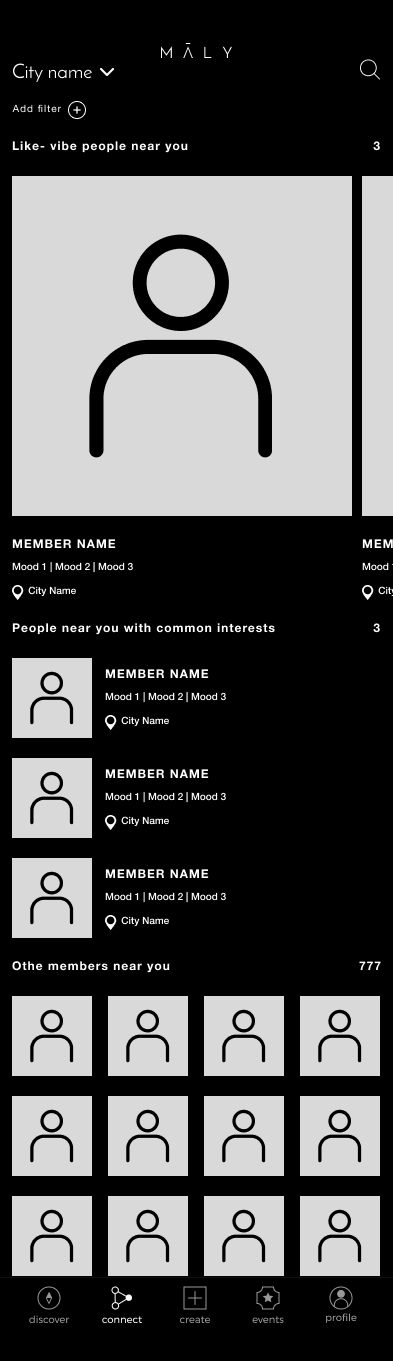 MĀLY
City name
Add filter
Like- vibe people near you 3
MEMBER NAME MEM
Mood 1 | Mood 2 | Mood 3 Mood
City Name Cit
People near you with common interests 3
MEMBER NAME
Mood 1 | Mood 2 | Mood 3
City Name
MEMBER NAME
Mood 1 | Mood 2 | Mood 3
City Name
MEMBER NAME
Mood 1 | Mood 2 | Mood 3
City Name
Othe members near you 777
discover connect create events profile